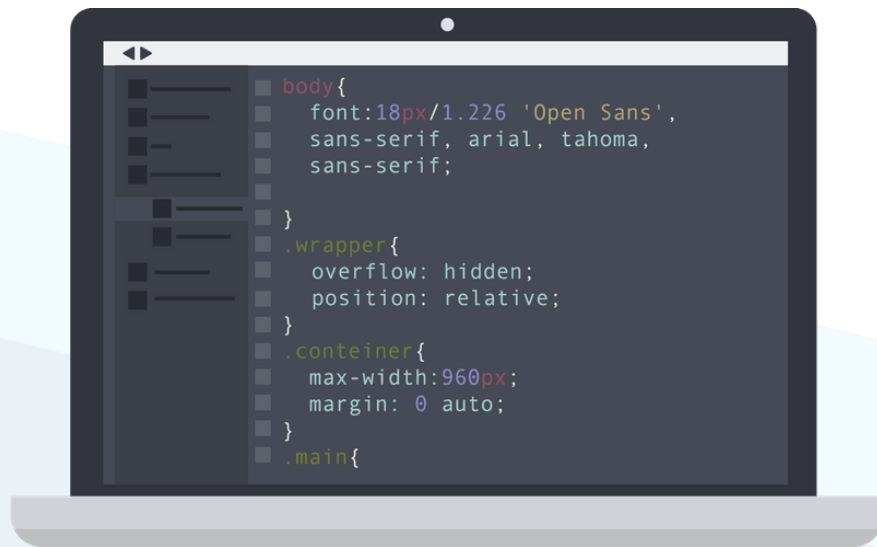 body{
font:18px/1.226 'Open Sans',
sans-serif, arial, tahoma,
sans-serif;
}
.wrapper{
overflow: hidden;
position: relative;
}
.conteiner{
max-width:960px;
margin: 0 auto;
}
.main{